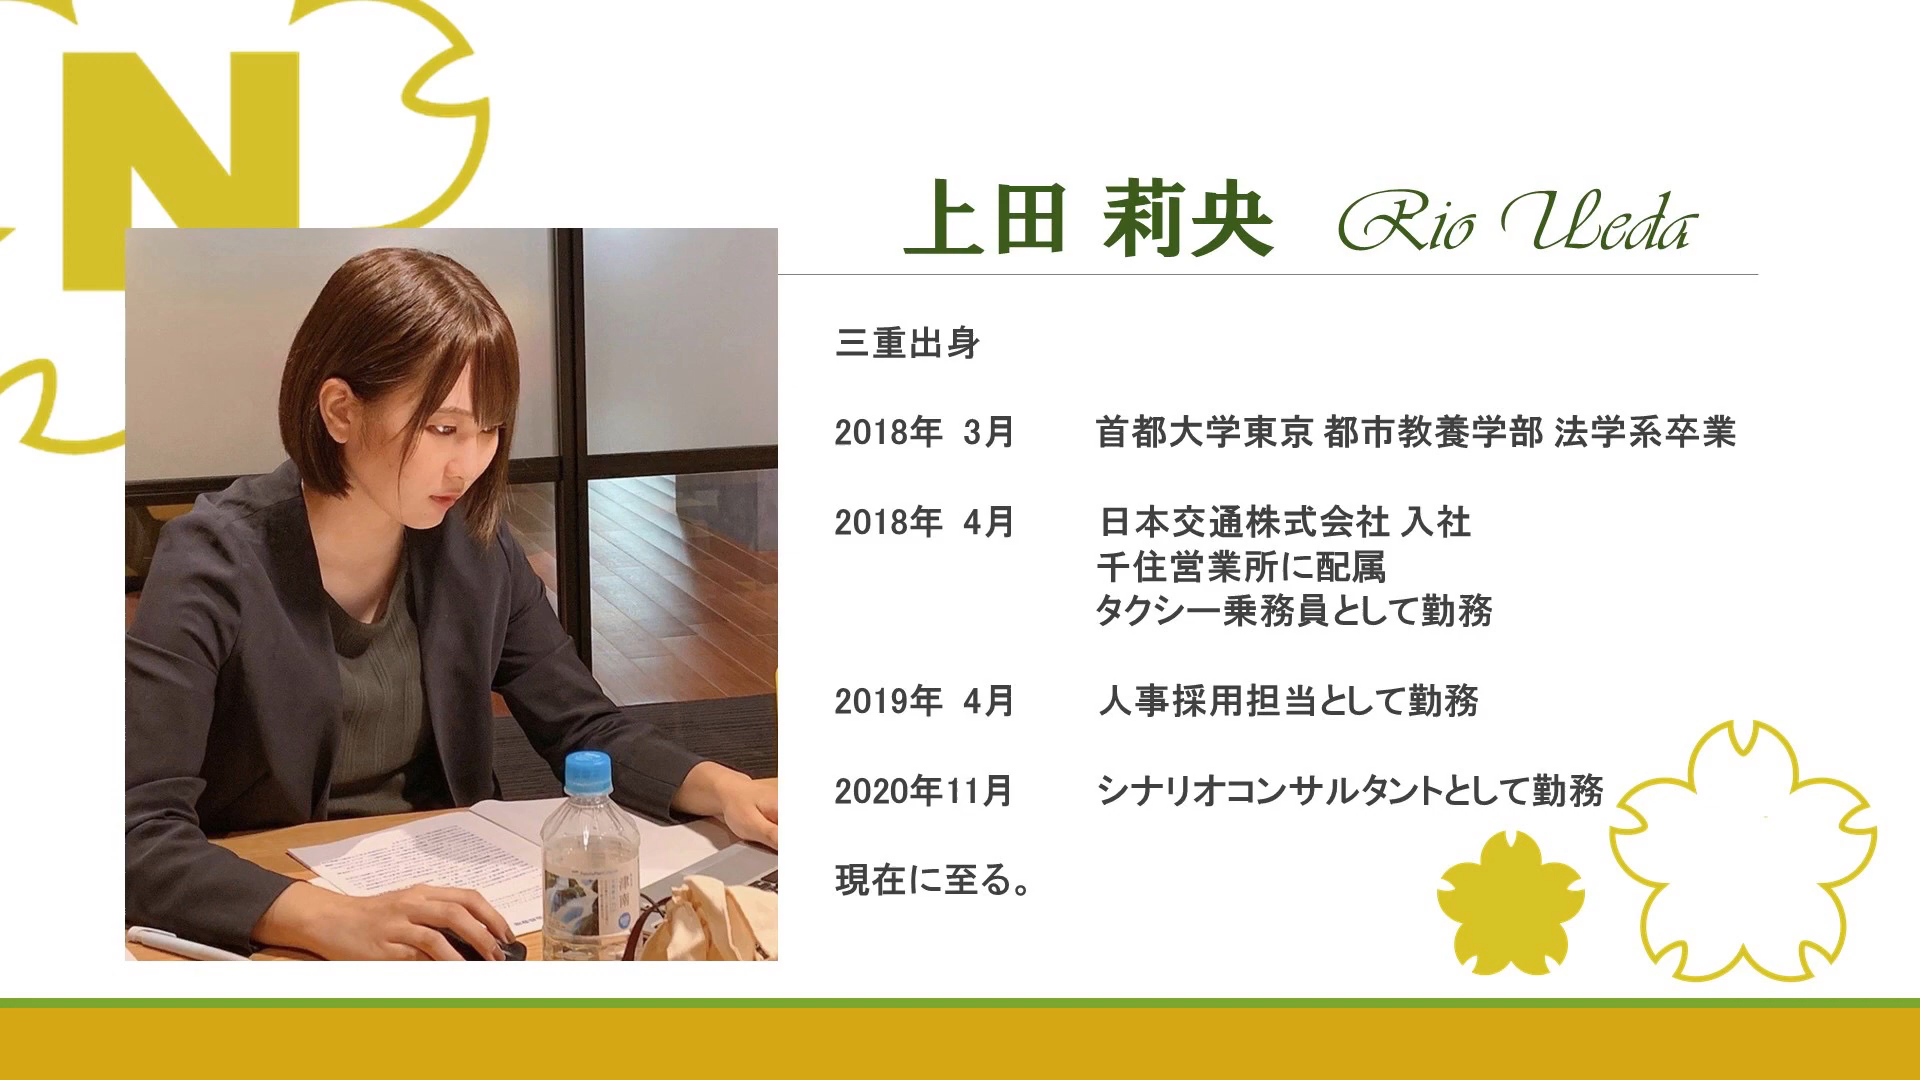 N
上田 莉央 Rio Ueda
三重出身
2018年 3月 首都大学東京 都市教養学部 法学系卒業
2018年 4月 日本交通株式会社 入社
千住営業所に配属
タクシー乗務員として勤務
2019年 4月 人事採用担当として勤務
2020年11月 シナリオコンサルタントとして勤務
現在に至る。
津南